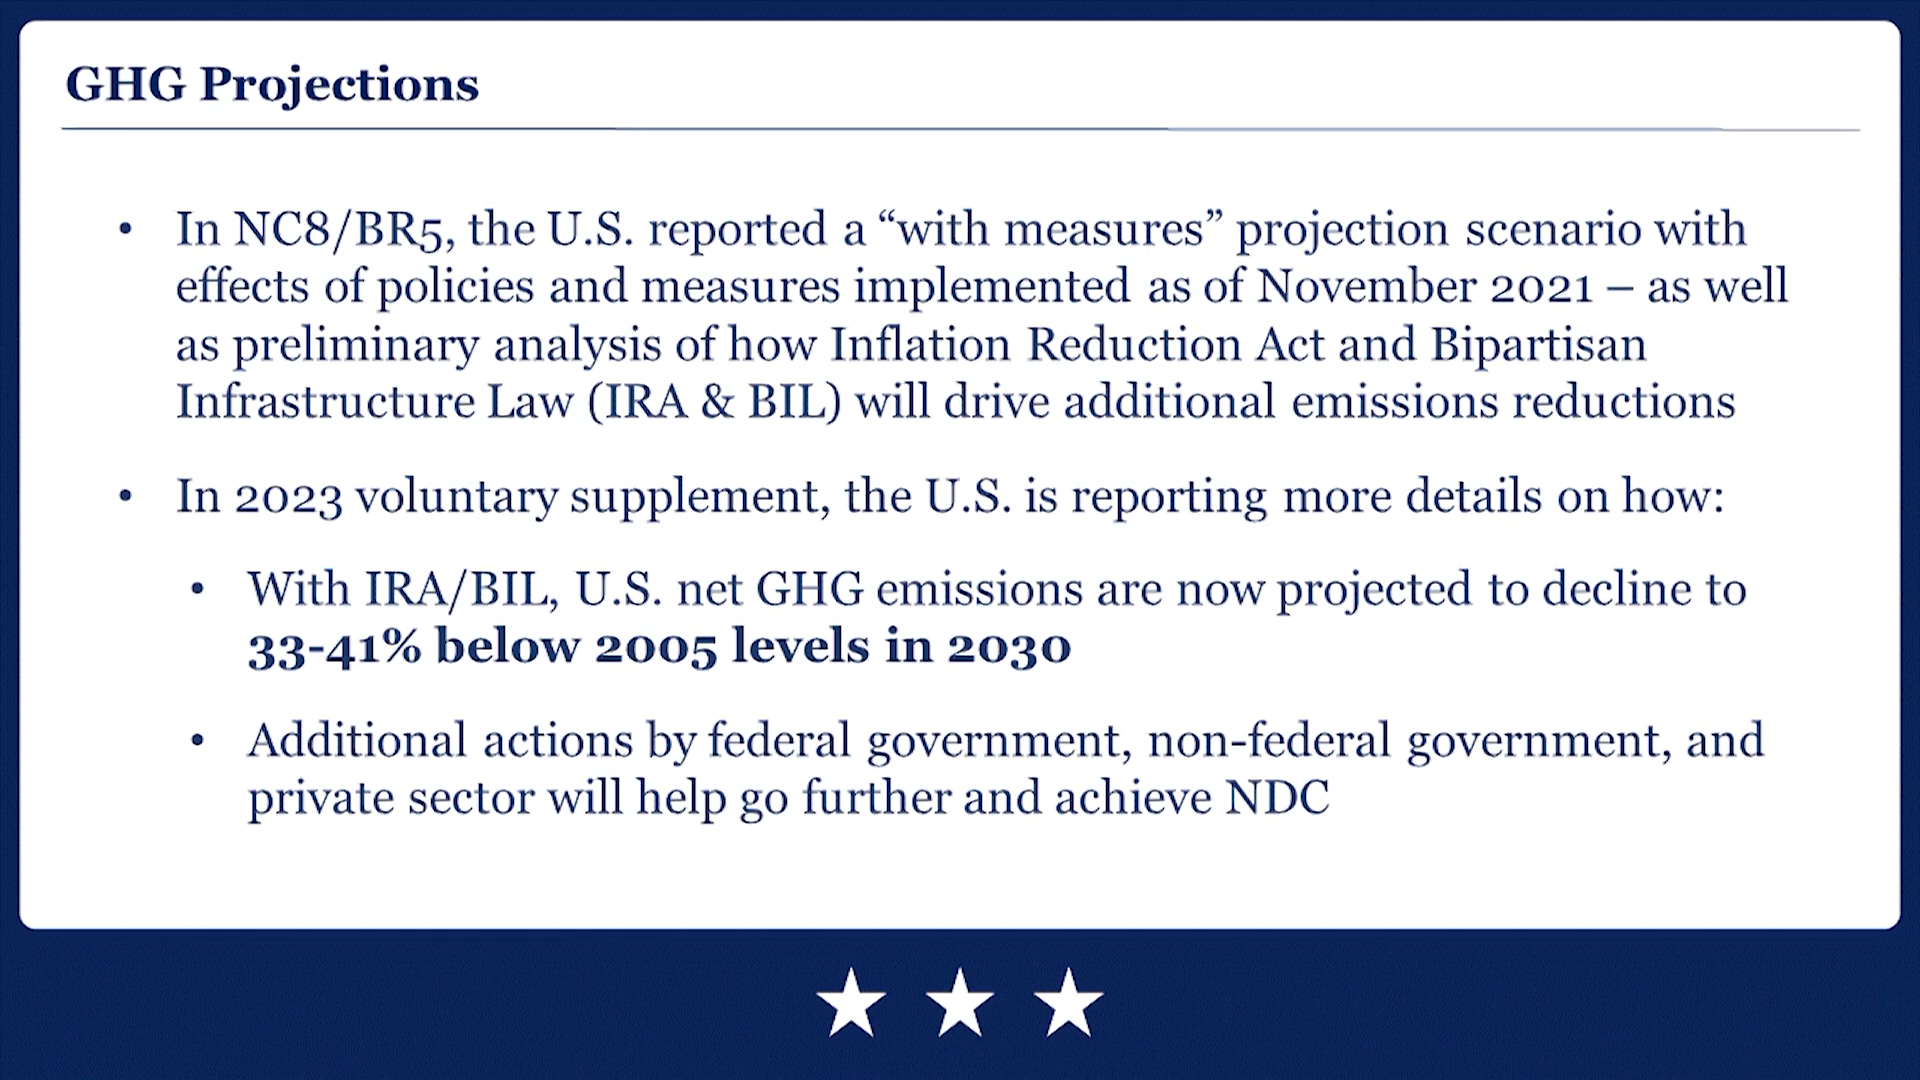 GHG Projections
• In NC8/BR5, the U.S. reported a “with measures” projection scenario with
effects of policies and measures implemented as of November 2021 – as well
as preliminary analysis of how Inflation Reduction Act and Bipartisan
Infrastructure Law (IRA & BIL) will drive additional emissions reductions
• In 2023 voluntary supplement, the U.S. is reporting more details on how:
• With IRA/BIL, U.S. net GHG emissions are now projected to decline to
33-41% below 2005 levels in 2030
• Additional actions by federal government, non-federal government, and
private sector will help go further and achieve NDC